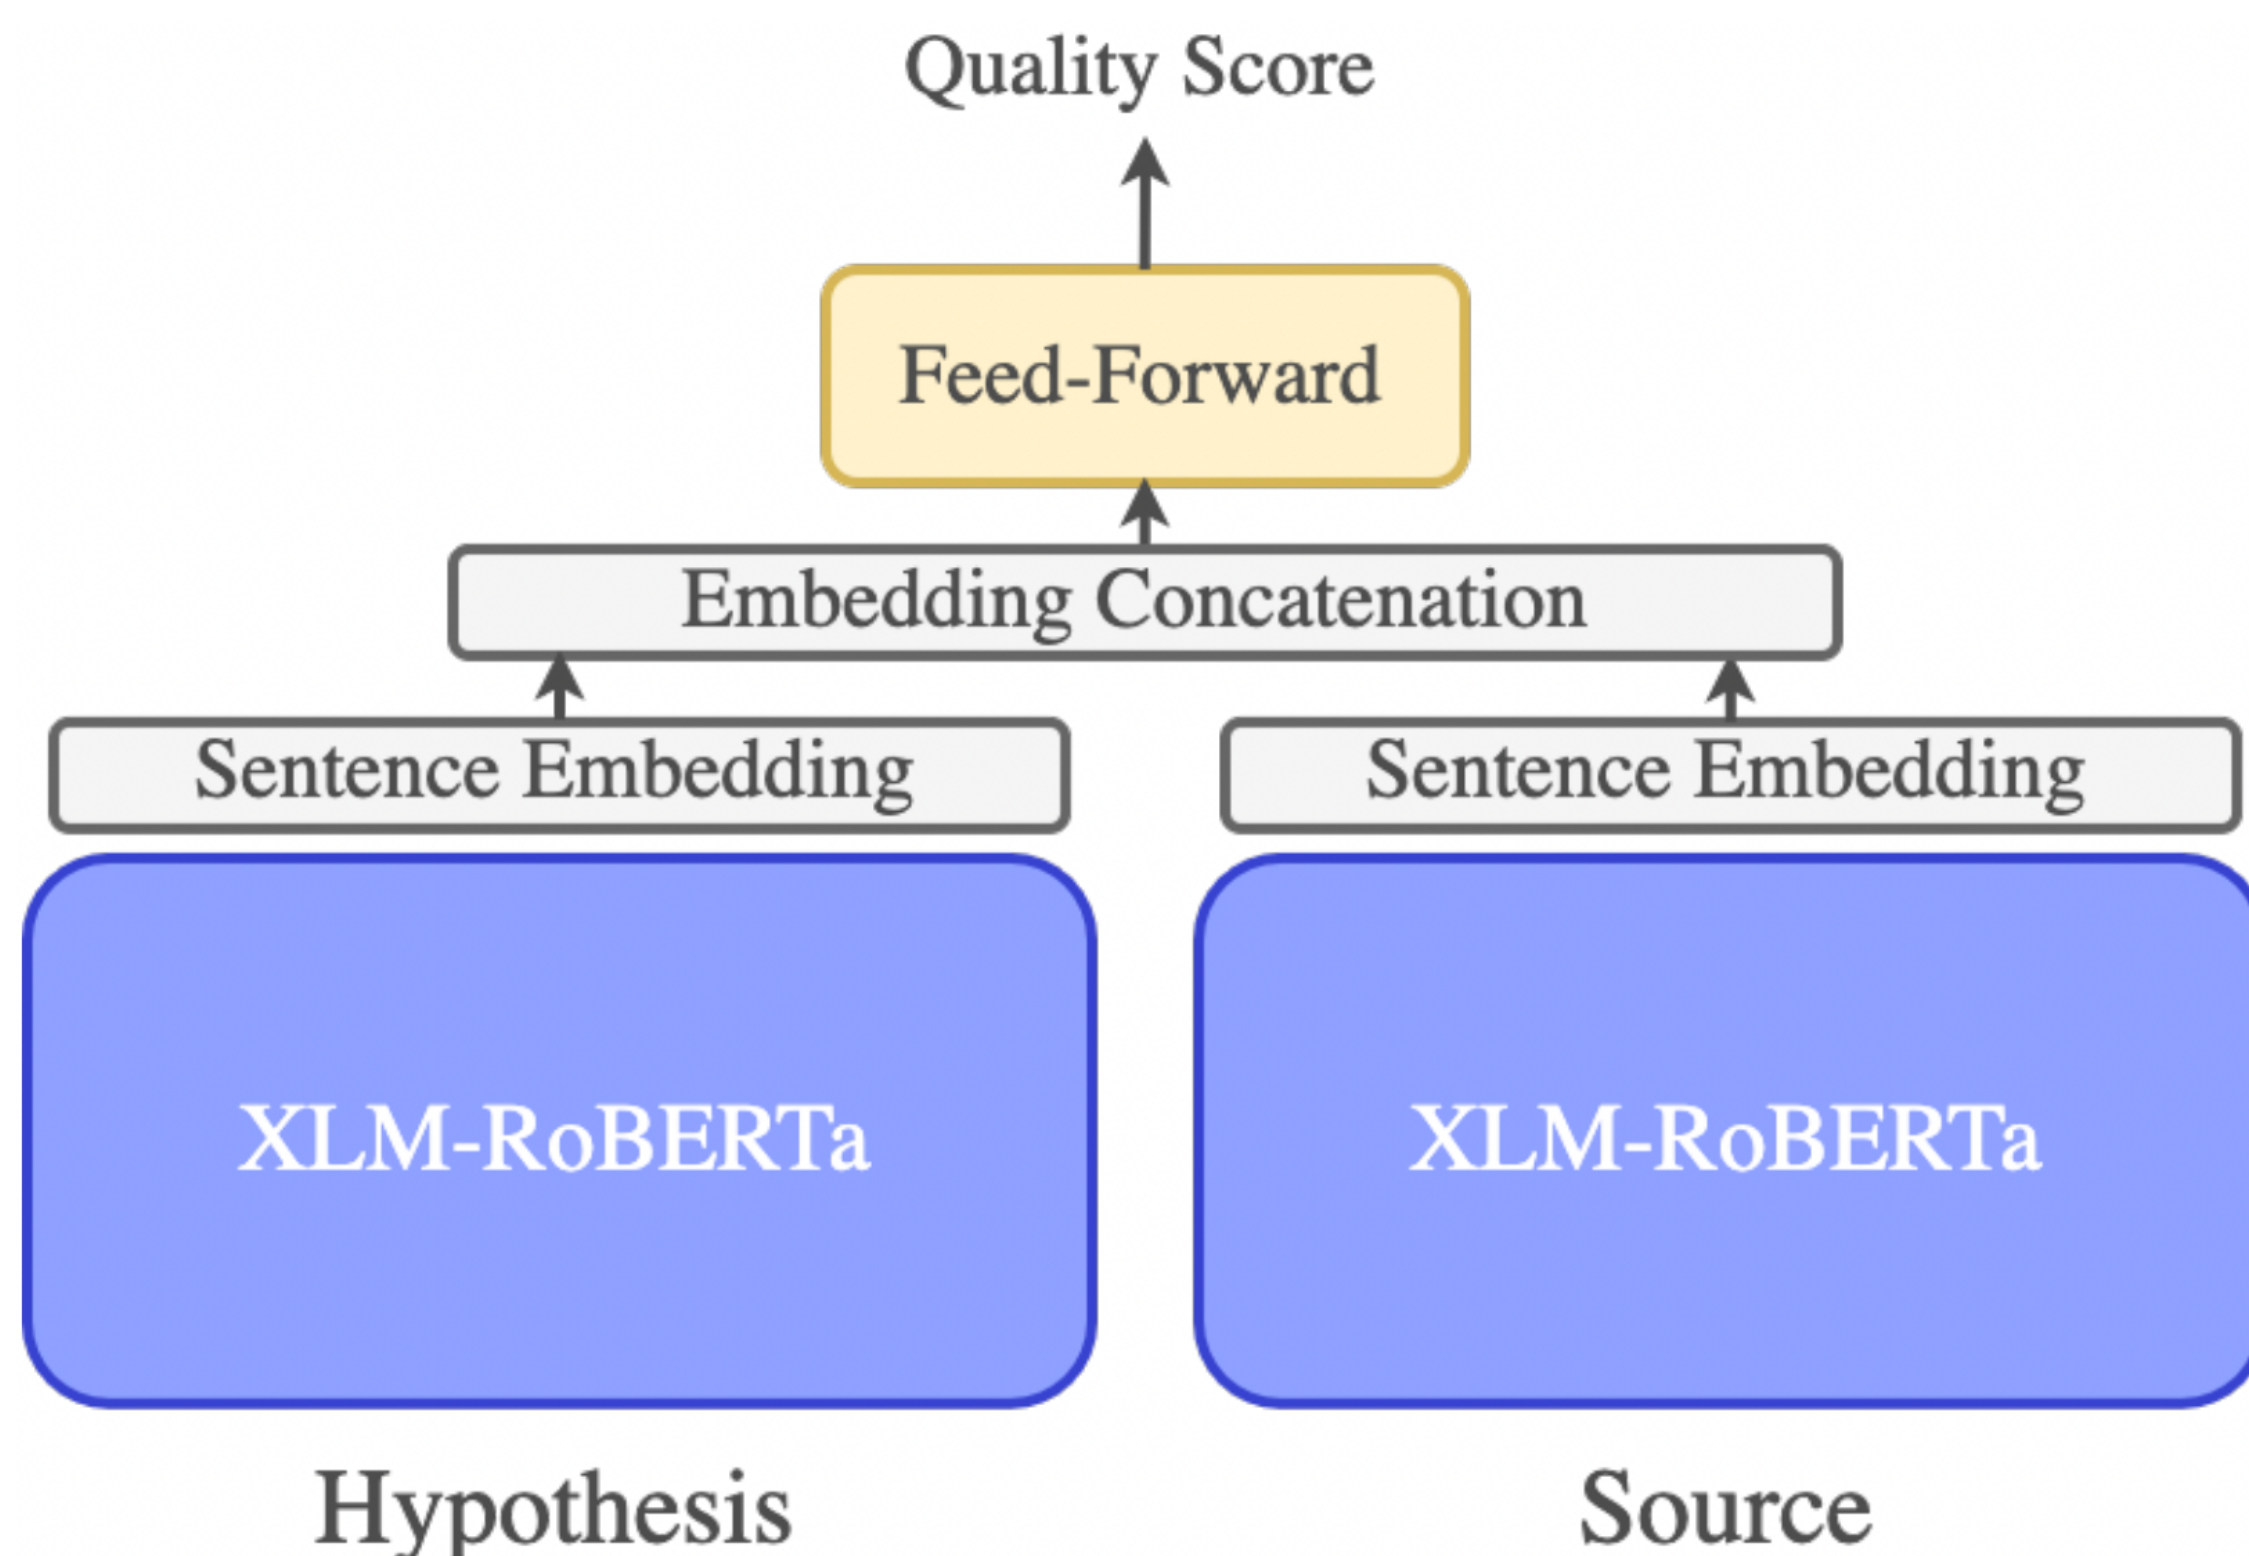 Quality Score
Feed-Forward
Embedding Concatenation
Sentence Embedding
Sentence Embedding
XLM-RoBERTa
XLM-RoBERTa
Hypothesis
Source